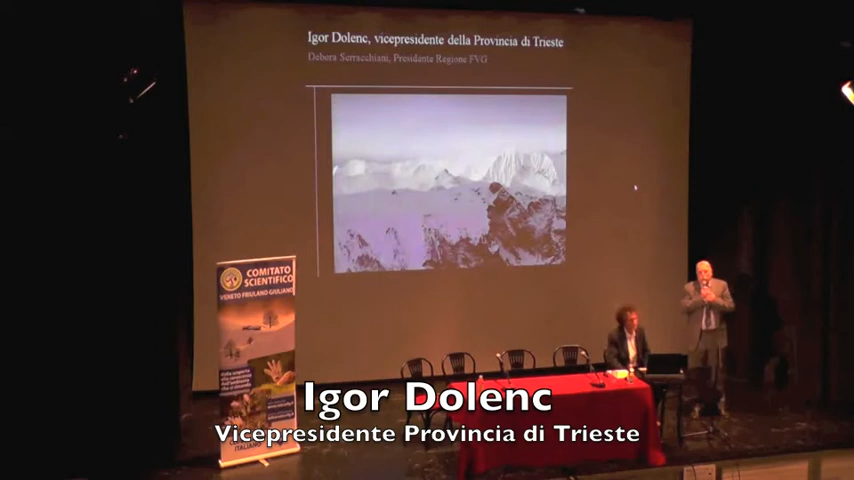 Igor Dolenc, vicepresidente della Provincia di Trieste
Debora Serracchiani, Presidente Regione FVG
COMITATO
SCIENTIFICO
VENETO FRIULANO GIULIANO
Igor Dolenc
Vicepresidente Provincia di Trieste
ITALIANO